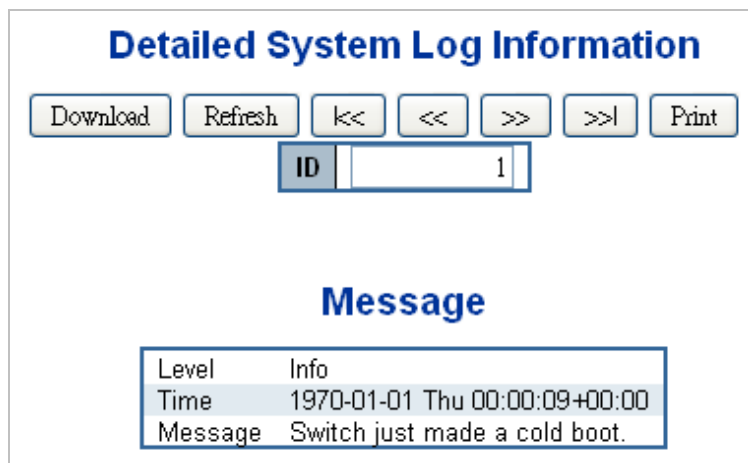 Detailed System Log Information
Download Refresh |<< << >> >>| Print
ID 1
Message
Level Info
Time 1970-01-01 Thu 00:00:09+00:00
Message Switch just made a cold boot.